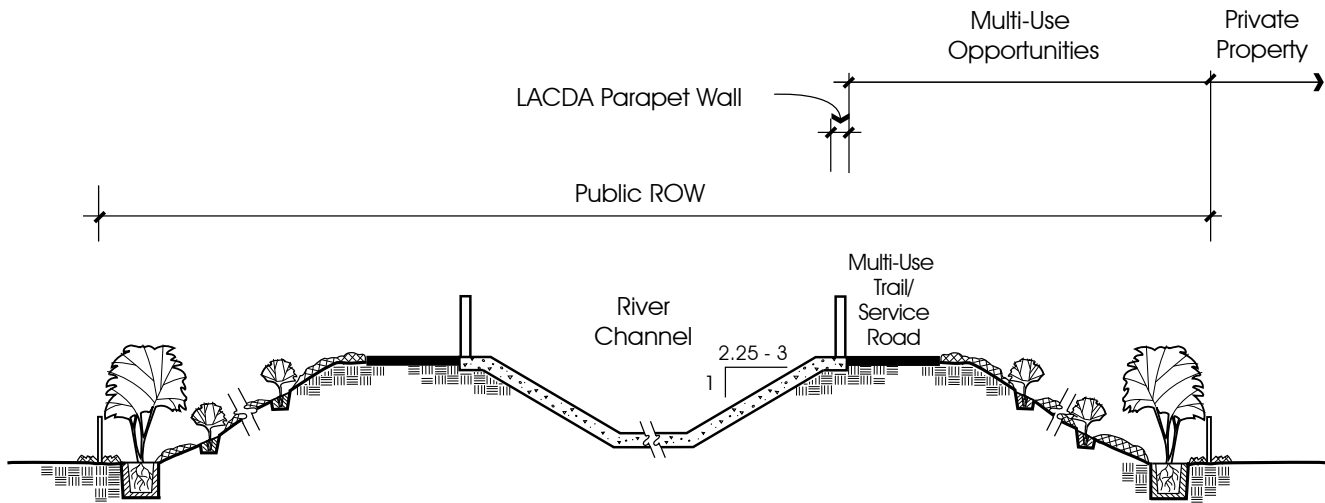 Multi-Use
Opportunities
Private
Property
LACDA Parapet Wall
Public ROW
Multi-Use
Trail/
Service
Road
River
Channel
2.25 - 3
1